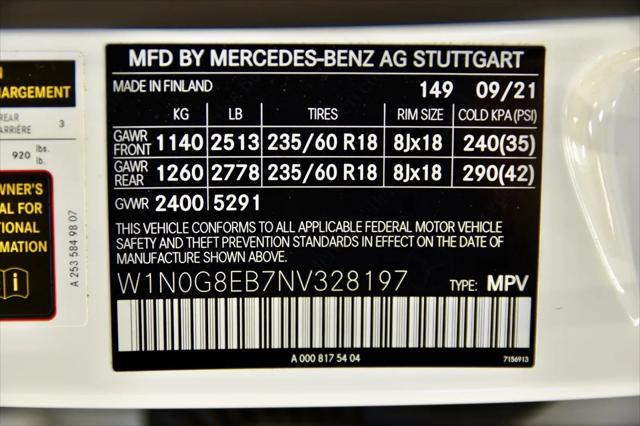 MFD BY MERCEDES-BENZ AG STUTTGART
MADE IN FINLAND 149 09/21
KG LB TIRES RIM SIZE COLD KPA (PSI)
GAWR FRONT 1140 2513 235/60 R18 8Jx18 240(35)
GAWR REAR 1260 2778 235/60 R18 8Jx18 290(42)
GVWR 2400 5291
THIS VEHICLE CONFORMS TO ALL APPLICABLE FEDERAL MOTOR VEHICLE
SAFETY AND THEFT PREVENTION STANDARDS IN EFFECT ON THE DATE OF
MANUFACTURE SHOWN ABOVE.
W1N0G8EB7NV328197 TYPE: MPV
A 000 817 54 04
7156913
HARGEMENT
REAR
ARRIÈRE 3
920 lbs.
lb.
WNER'S
AL FOR
TIONAL
RMATION
i
A 253 584 98 07